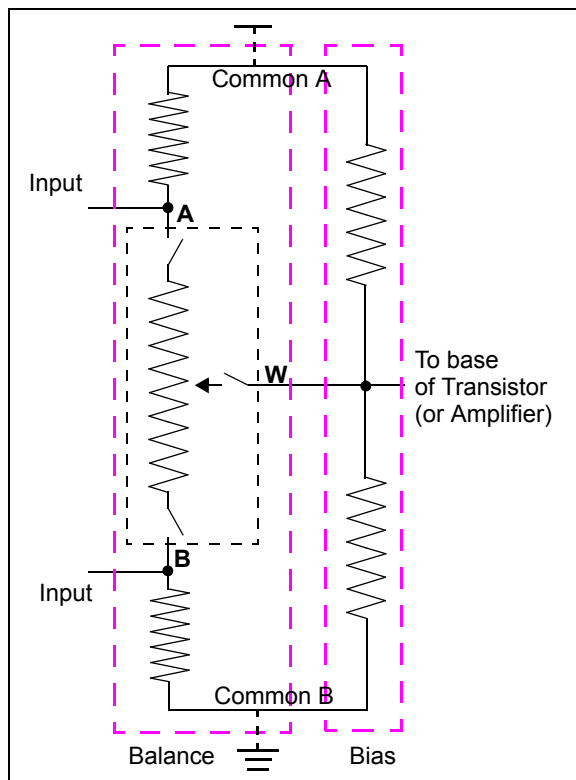 Common A
Input
A
W
To base
of Transistor
(or Amplifier)
B
Input
Common B
Balance
Bias